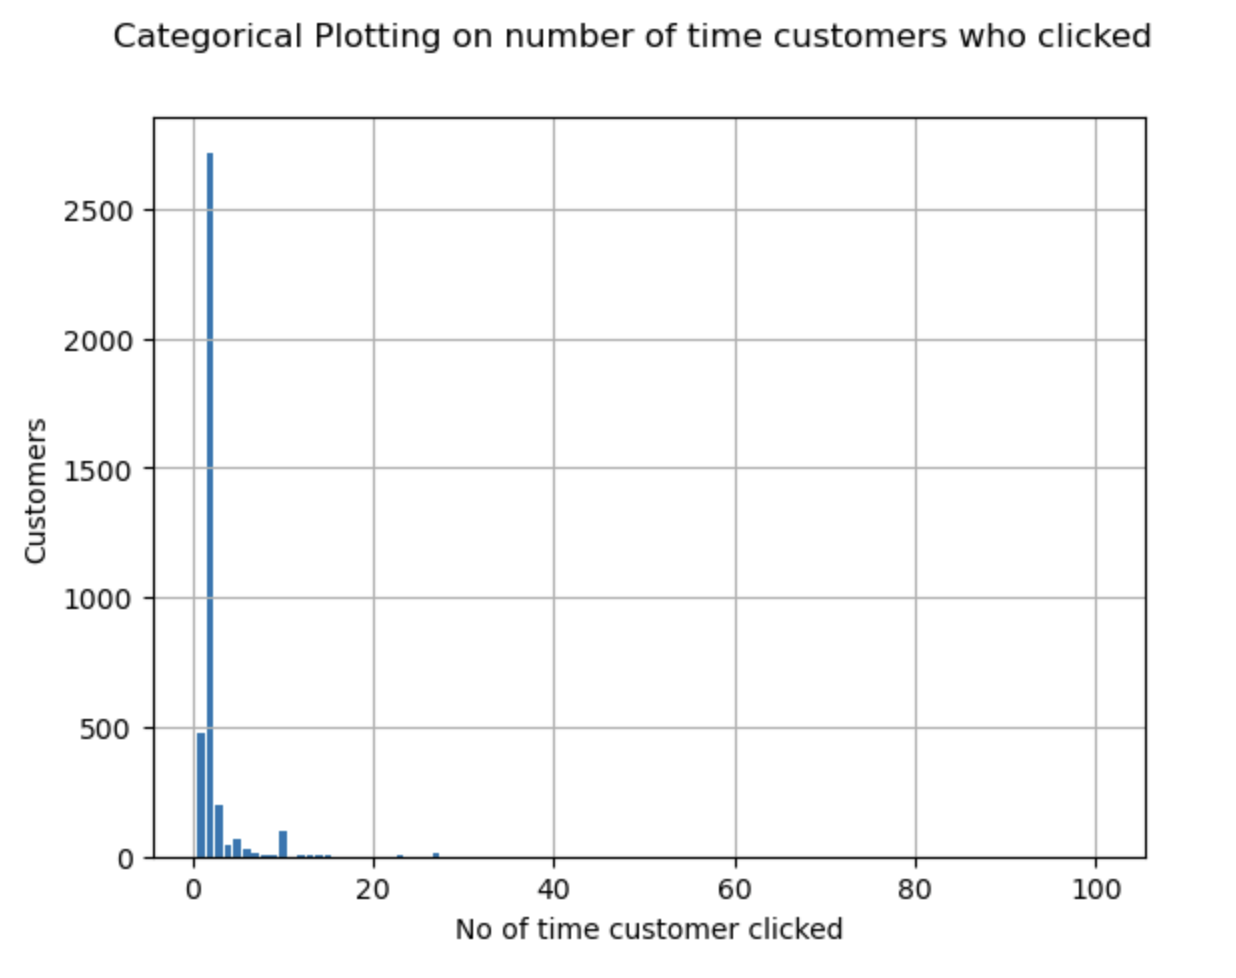 Categorical Plotting on number of time customers who clicked
2500
2000
1500
1000
500
0
Customers
0 20 40 60 80 100
No of time customer clicked